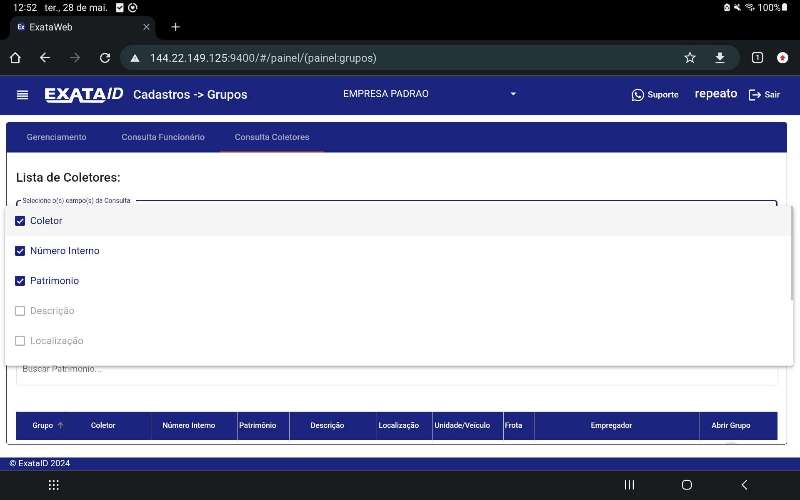 12:52 ter., 28 de mai.
100%
Ex ExataWeb
144.22.149.125:9400/#/painel/(painel:grupos)
1
EXATAID Cadastros -> Grupos EMPRESA PADRAO Suporte repeato Sair
Gerenciamento Consulta Funcionário Consulta Coletores
Lista de Coletores:
Selecione o(s) campo(s) da Consulta
Coletor
Número Interno
Patrimonio
Descrição
Localização
Buscar Patrimonio...
Grupo Coletor Número Interno Patrimônio Descrição Localização Unidade/Veículo Frota Empregador Abrir Grupo
© ExataID 2024